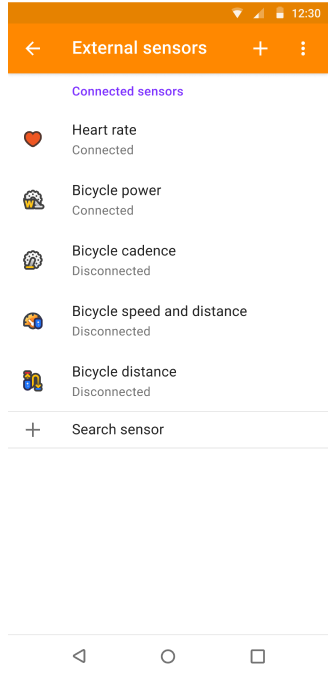 12:30
External sensors
Connected sensors
Heart rate
Connected
Bicycle power
Connected
Bicycle cadence
Disconnected
Bicycle speed and distance
Disconnected
Bicycle distance
Disconnected
Search sensor